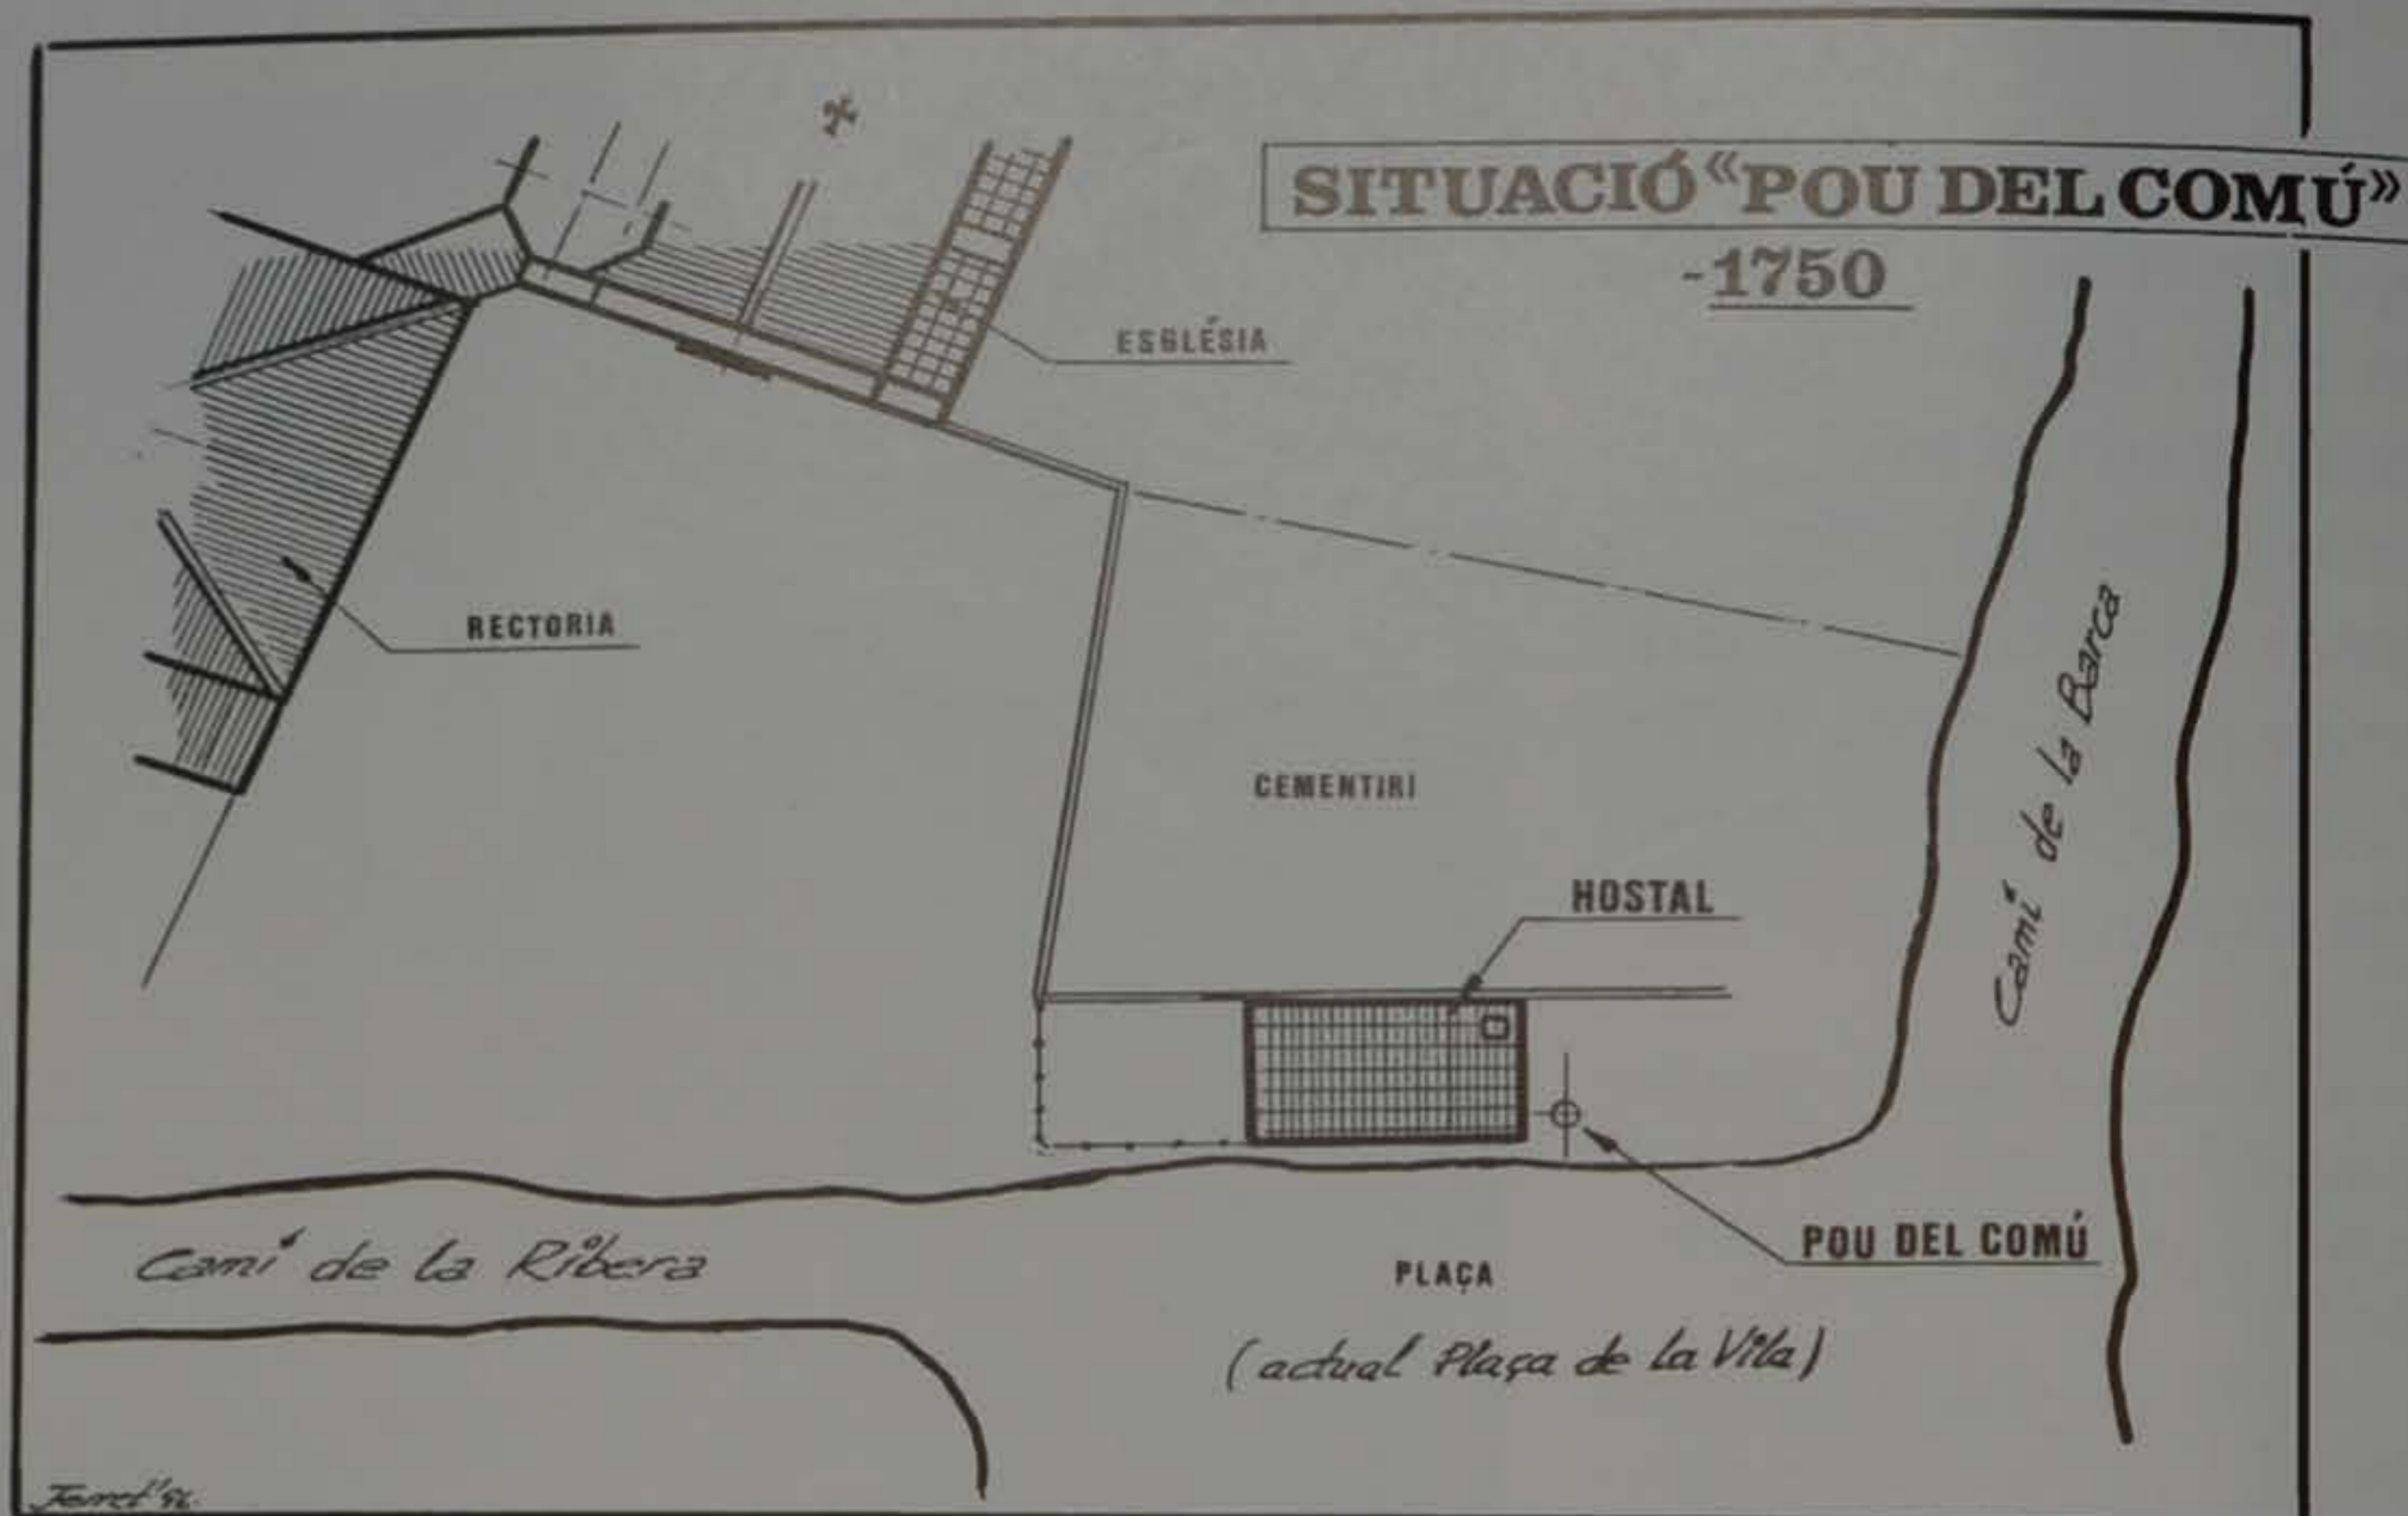 SITUACIÓ «POU DEL COMÚ»
-1750
ESGLÉSIA
RECTORIA
Camí de la Barca
CEMENTIRI
HOSTAL
POU DEL COMÚ
Camí de la Ribera
PLAÇA
(actual Plaça de la Vila)